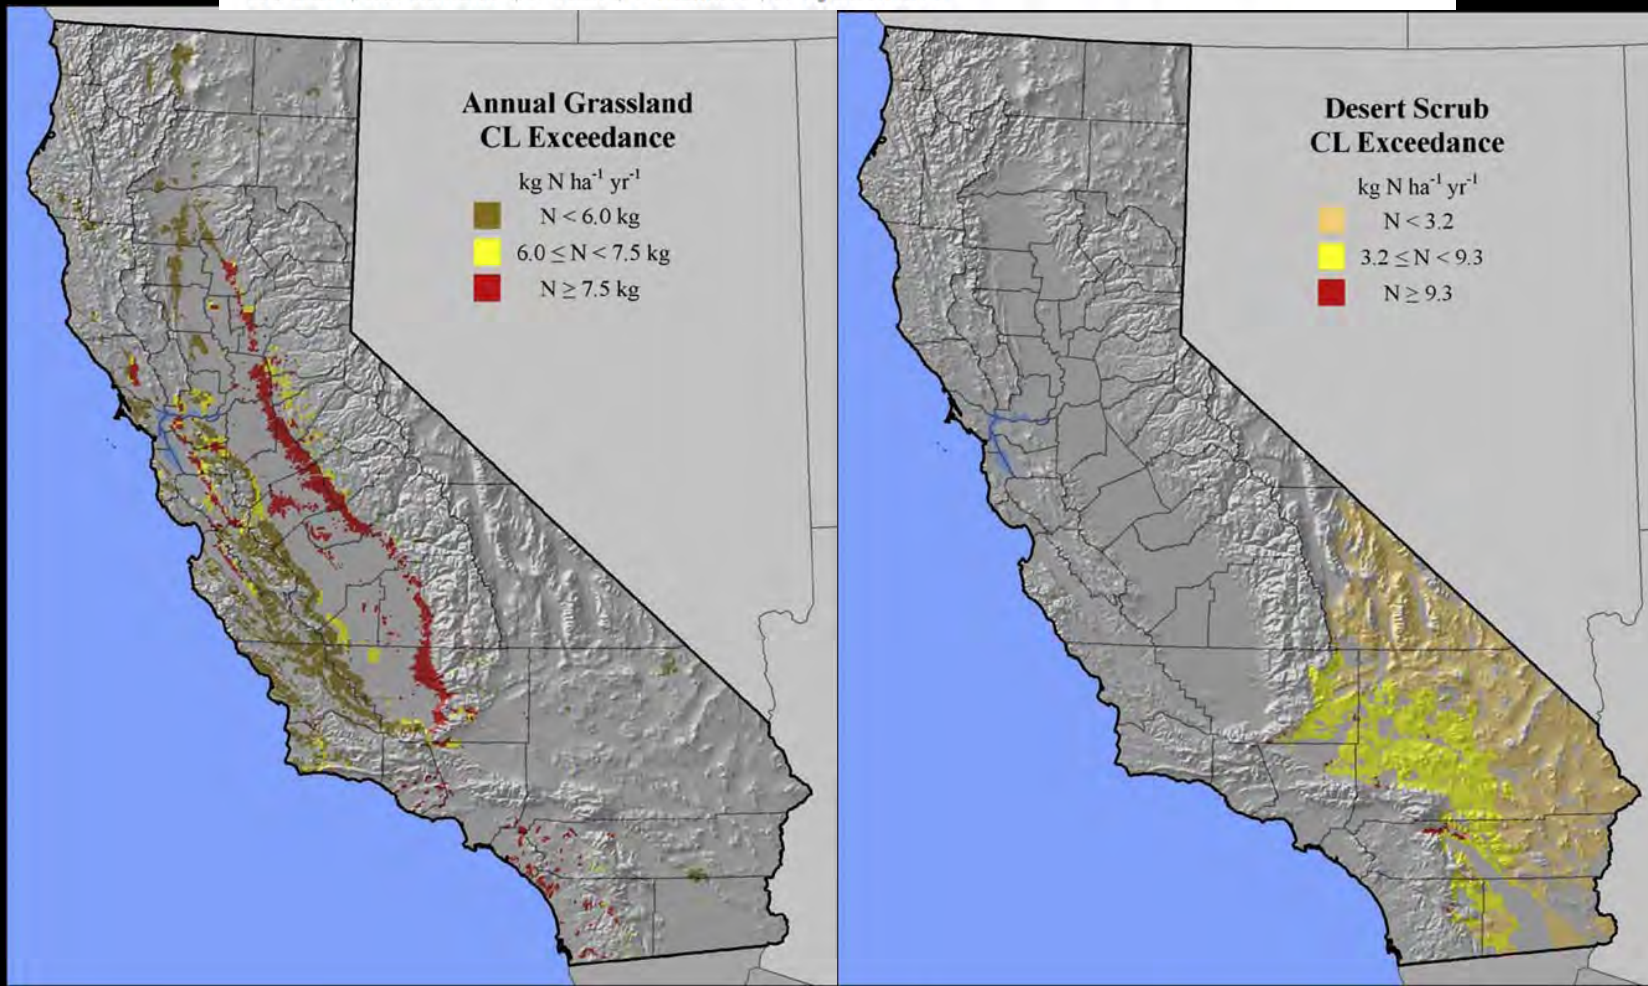 Annual Grassland
CL Exceedance
kg N ha⁻¹ yr⁻¹
N < 6.0 kg
6.0 ≤ N < 7.5 kg
N ≥ 7.5 kg
Desert Scrub
CL Exceedance
kg N ha⁻¹ yr⁻¹
N < 3.2
3.2 ≤ N < 9.3
N ≥ 9.3